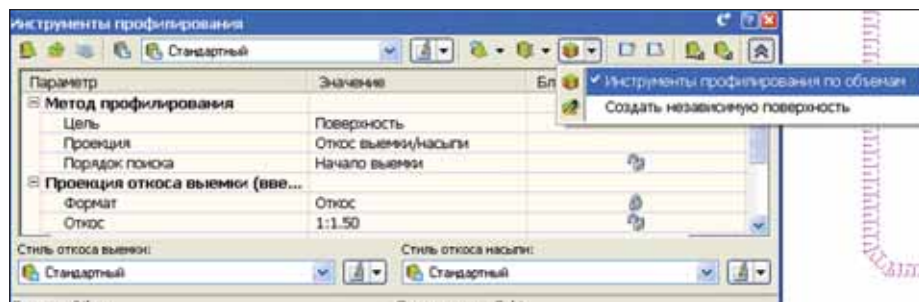 Инструменты профилирования
Стандартный
Инструменты профилирования по объемам
Создать независимую поверхность
Параметр Значение Бл
Метод профилирования
Цель Поверхность
Проекция Откос выемки/насыпи
Порядок поиска Начало выемки
Проекция откоса выемки (вве...
Формат Откос
Откос 1:1.50
Стиль откоса выемки: Стиль откоса насыпи:
Стандартный Стандартный